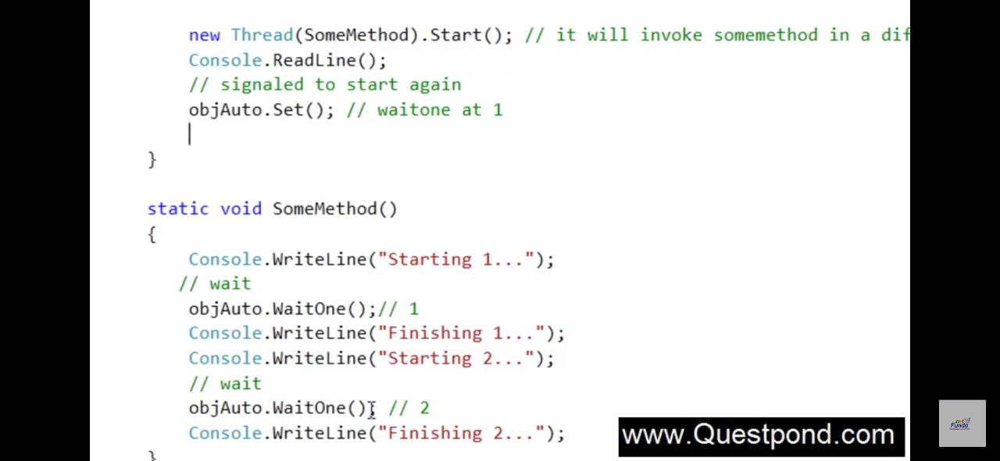 new Thread(SomeMethod).Start(); // it will invoke somemethod in a dif
Console.ReadLine();
// signaled to start again
objAuto.Set(); // waitone at 1
}
static void SomeMethod()
{
Console.WriteLine("Starting 1...");
// wait
objAuto.WaitOne();// 1
Console.WriteLine("Finishing 1...");
Console.WriteLine("Starting 2...");
// wait
objAuto.WaitOne(); // 2
Console.WriteLine("Finishing 2...");
}
www.Questpond.com
Funda